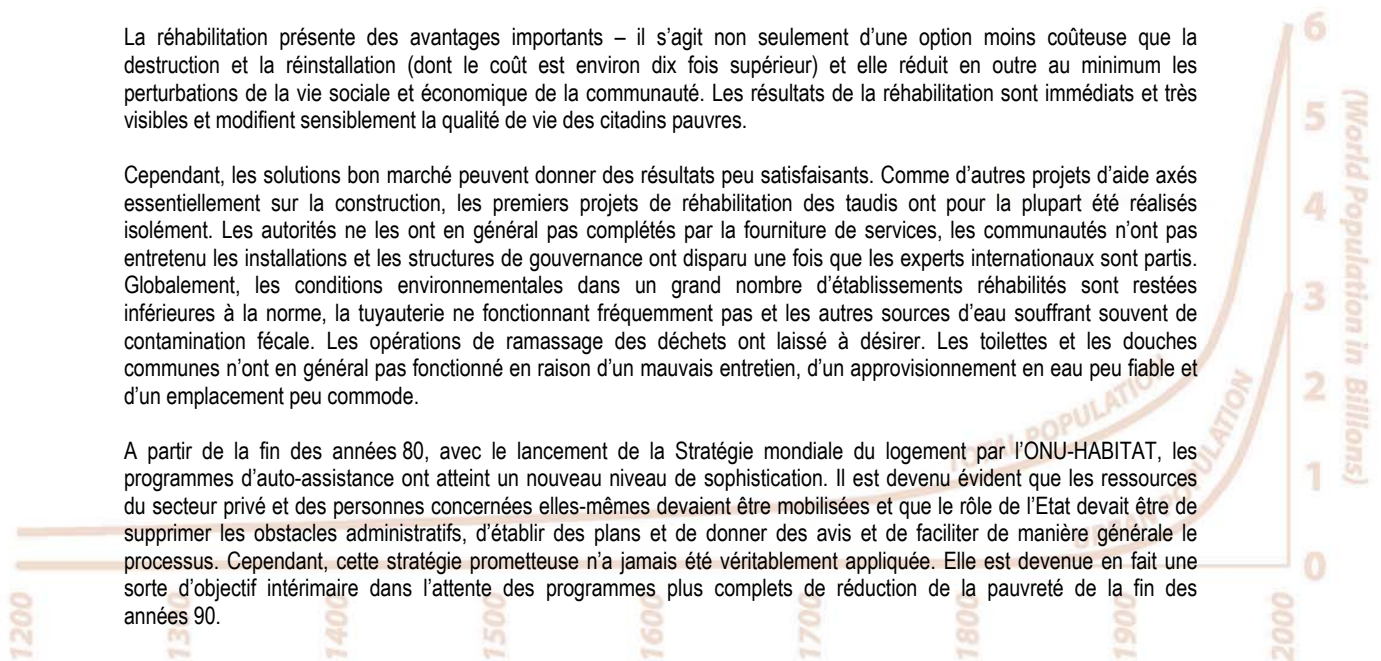 La réhabilitation présente des avantages importants – il s’agit non seulement d’une option moins coûteuse que la
destruction et la réinstallation (dont le coût est environ dix fois supérieur) et elle réduit en outre au minimum les
perturbations de la vie sociale et économique de la communauté. Les résultats de la réhabilitation sont immédiats et très
visibles et modifient sensiblement la qualité de vie des citadins pauvres.
Cependant, les solutions bon marché peuvent donner des résultats peu satisfaisants. Comme d’autres projets d’aide axés
essentiellement sur la construction, les premiers projets de réhabilitation des taudis ont pour la plupart été réalisés
isolément. Les autorités ne les ont en général pas complétés par la fourniture de services, les communautés n’ont pas
entretenu les installations et les structures de gouvernance ont disparu une fois que les experts internationaux sont partis.
Globalement, les conditions environnementales dans un grand nombre d’établissements réhabilités sont restées
inférieures à la norme, la tuyauterie ne fonctionnant fréquemment pas et les autres sources d’eau souffrant souvent de
contamination fécale. Les opérations de ramassage des déchets ont laissé à désirer. Les toilettes et les douches
communes n’ont en général pas fonctionné en raison d’un mauvais entretien, d’un approvisionnement en eau peu fiable et
d’un emplacement peu commode.
A partir de la fin des années 80, avec le lancement de la Stratégie mondiale du logement par l’ONU-HABITAT, les
programmes d’auto-assistance ont atteint un nouveau niveau de sophistication. Il est devenu évident que les ressources
du secteur privé et des personnes concernées elles-mêmes devaient être mobilisées et que le rôle de l’Etat devait être de
supprimer les obstacles administratifs, d’établir des plans et de donner des avis et de faciliter de manière générale le
processus. Cependant, cette stratégie prometteuse n’a jamais été véritablement appliquée. Elle est devenue en fait une
sorte d’objectif intérimaire dans l’attente des programmes plus complets de réduction de la pauvreté de la fin des
années 90.
TOTAL POPULATION
URBAN POPULATION
6
5
4
3
2
1
0
(World Population in Billions)
1200
1300
1400
1500
1600
1700
1800
1900
2000